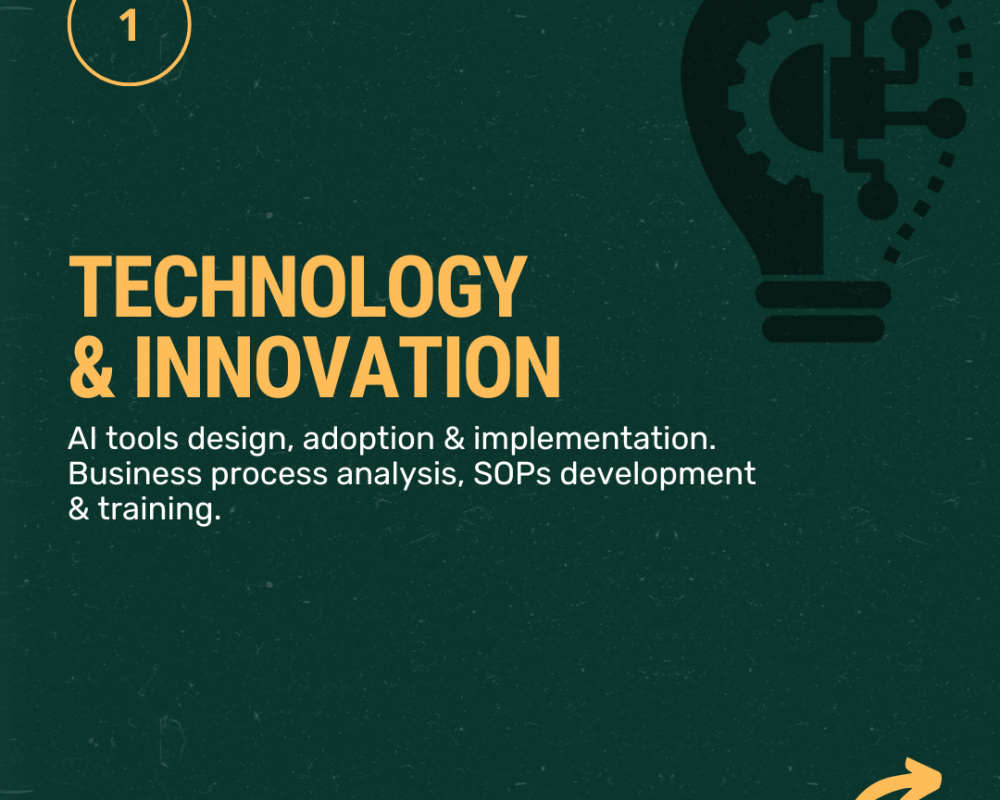 1
TECHNOLOGY
& INNOVATION
AI tools design, adoption & implementation.
Business process analysis, SOPs development
& training.